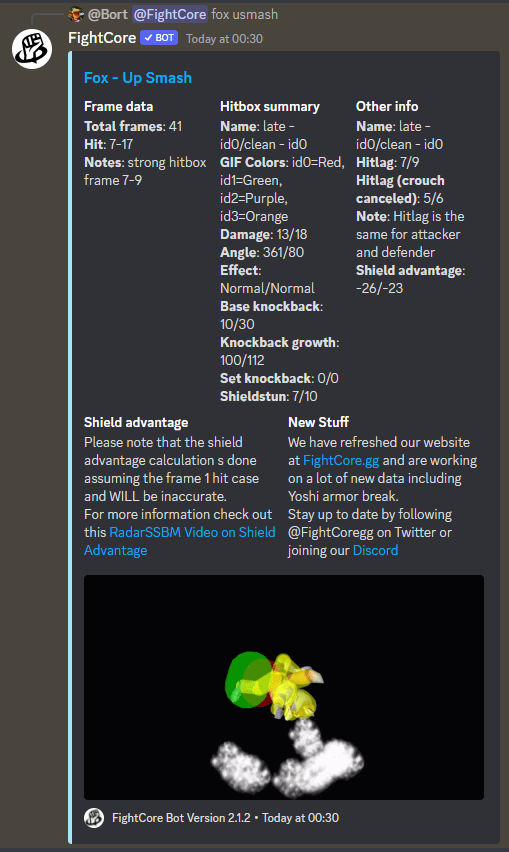 @Bort @FightCore fox usmash
FightCore ✓ BOT Today at 00:30
Fox - Up Smash
Frame data
Total frames: 41
Hit: 7-17
Notes: strong hitbox
frame 7-9
Hitbox summary
Name: late -
id0/clean - id0
GIF Colors: id0=Red,
id1=Green,
id2=Purple,
id3=Orange
Damage: 13/18
Angle: 361/80
Effect:
Normal/Normal
Base knockback:
10/30
Knockback growth:
100/112
Set knockback: 0/0
Shieldstun: 7/10
Other info
Name: late -
id0/clean - id0
Hitlag: 7/9
Hitlag (crouch
canceled): 5/6
Note: Hitlag is the
same for attacker
and defender
Shield advantage:
-26/-23
Shield advantage
Please note that the shield
advantage calculation s done
assuming the frame 1 hit case
and WILL be inaccurate.
For more information check out
this RadarSSBM Video on Shield
Advantage
New Stuff
We have refreshed our website
at FightCore.gg and are working
on a lot of new data including
Yoshi armor break.
Stay up to date by following
@FightCoregg on Twitter or
joining our Discord
FightCore Bot Version 2.1.2 • Today at 00:30